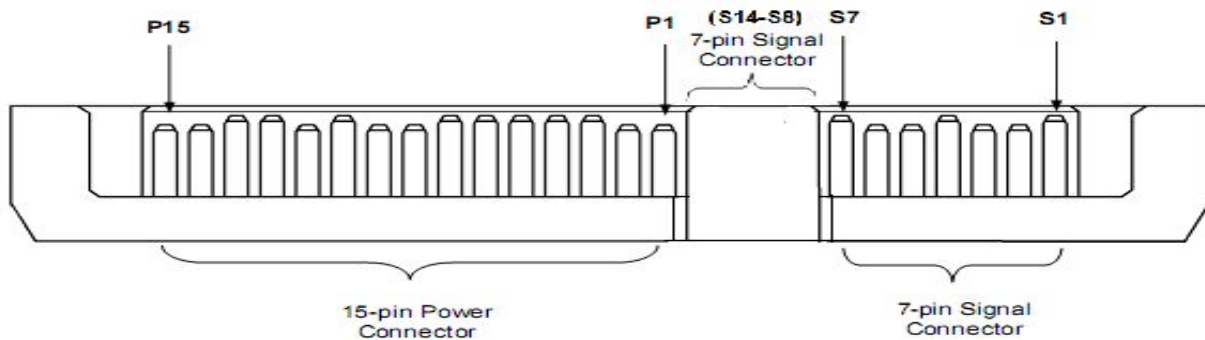 P15
P1
(S14-S8)
7-pin Signal
Connector
S7
S1
15-pin Power
Connector
7-pin Signal
Connector